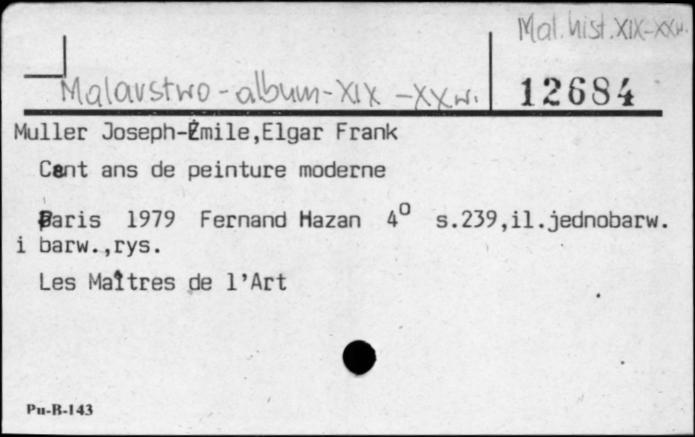 Mal. hist. XIX-XXw.
Malarstwo - album - XIX - XX w.
12684
Muller Joseph-Émile,Elgar Frank
Cent ans de peinture moderne
Paris 1979 Fernand Hazan 4° s.239,il.jednobarw.
i barw.,rys.
Les Maîtres de l'Art
Pu-B-143